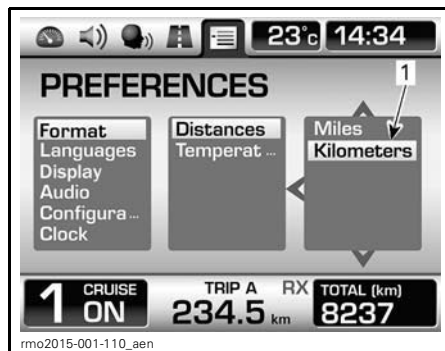 23°c 14:34
PREFERENCES
1
Format
Languages
Display
Audio
Configura ...
Clock
Distances
Temperat ...
Miles
Kilometers
1 CRUISE ON
TRIP A RX
234.5 km
TOTAL (km)
8237
rmo2015-001-110_aen